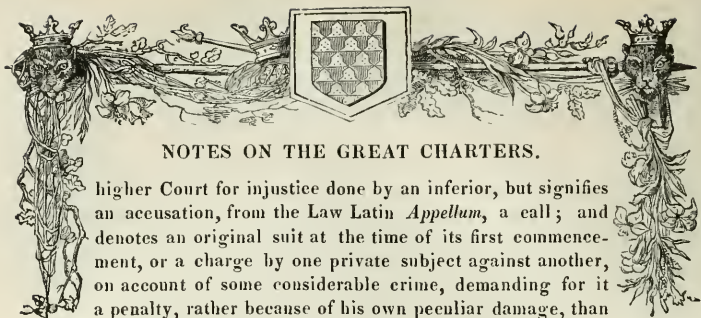 NOTES ON THE GREAT CHARTERS.
higher Court for injustice done by an inferior, but signifies
an accusation, from the Law Latin Appellum, a call; and
denotes an original suit at the time of its first commence-
ment, or a charge by one private subject against another,
on account of some considerable crime, demanding for it
a penalty, rather because of his own peculiar damage, than